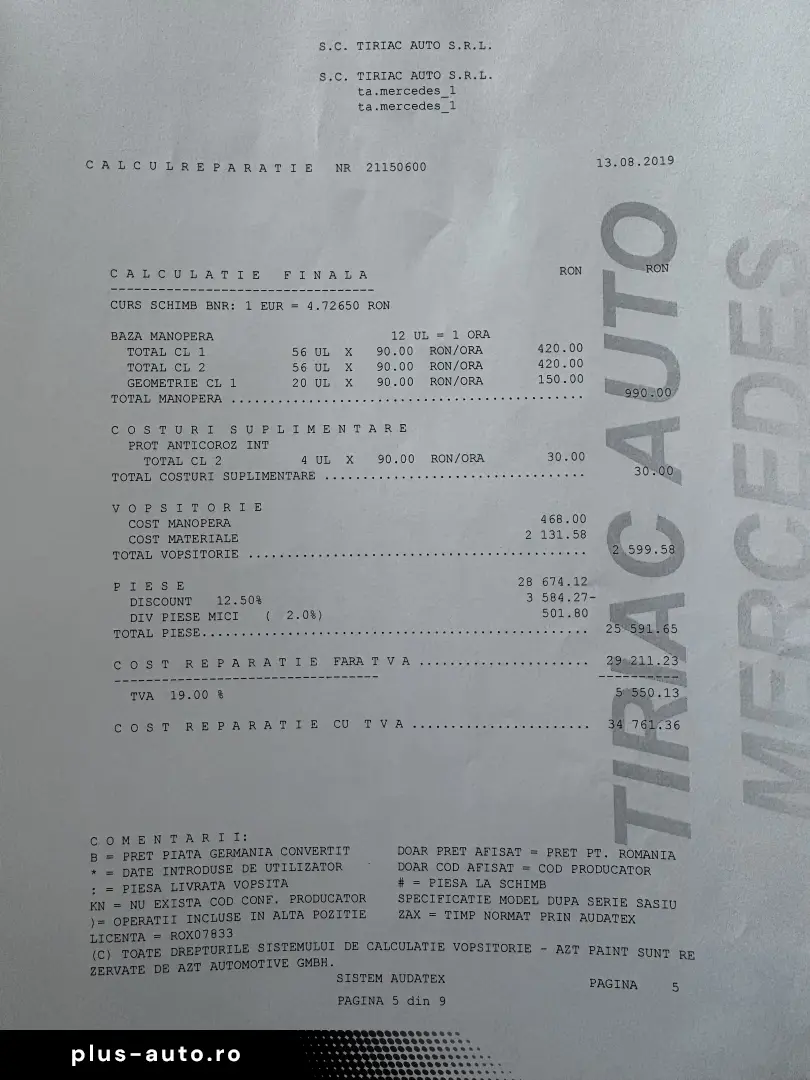 S.C. TIRIAC AUTO S.R.L.
S.C. TIRIAC AUTO S.R.L.
ta.mercedes_1
ta.mercedes_1
C A L C U L R E P A R A T I E NR 21150600 13.08.2019
C A L C U L A T I E F I N A L A RON RON
---------------------------------
CURS SCHIMB BNR: 1 EUR = 4.72650 RON
BAZA MANOPERA 12 UL = 1 ORA
TOTAL CL 1 56 UL X 90.00 RON/ORA 420.00
TOTAL CL 2 56 UL X 90.00 RON/ORA 420.00
GEOMETRIE CL 1 20 UL X 90.00 RON/ORA 150.00
TOTAL MANOPERA ............................................. 990.00
C O S T U R I S U P L I M E N T A R E
PROT ANTICOROZ INT
TOTAL CL 2 4 UL X 90.00 RON/ORA 30.00
TOTAL COSTURI SUPLIMENTARE ................................. 30.00
V O P S I T O R I E
COST MANOPERA 468.00
COST MATERIALE 2 131.58
TOTAL VOPSITORIE ........................................... 2 599.58
P I E S E 28 674.12
DISCOUNT 12.50% 3 584.27-
DIV PIESE MICI ( 2.0%) 501.80
TOTAL PIESE................................................. 25 591.65
C O S T R E P A R A T I E FARA T V A ...................... 29 211.23
--------------------------------- ----------
TVA 19.00 % 5 550.13
C O S T R E P A R A T I E CU T V A ....................... 34 761.36
TIRIAC AUTO
MERCEDES
C O M E N T A R I I:
B = PRET PIATA GERMANIA CONVERTIT DOAR PRET AFISAT = PRET PT. ROMANIA
* = DATE INTRODUSE DE UTILIZATOR DOAR COD AFISAT = COD PRODUCATOR
: = PIESA LIVRATA VOPSITA # = PIESA LA SCHIMB
KN = NU EXISTA COD CONF. PRODUCATOR SPECIFICATIE MODEL DUPA SERIE SASIU
)= OPERATII INCLUSE IN ALTA POZITIE ZAX = TIMP NORMAT PRIN AUDATEX
LICENTA = ROX07833
(C) TOATE DREPTURILE SISTEMULUI DE CALCULATIE VOPSITORIE - AZT PAINT SUNT RE
ZERVATE DE AZT AUTOMOTIVE GMBH.
SISTEM AUDATEX PAGINA 5
PAGINA 5 din 9
plus-auto.ro